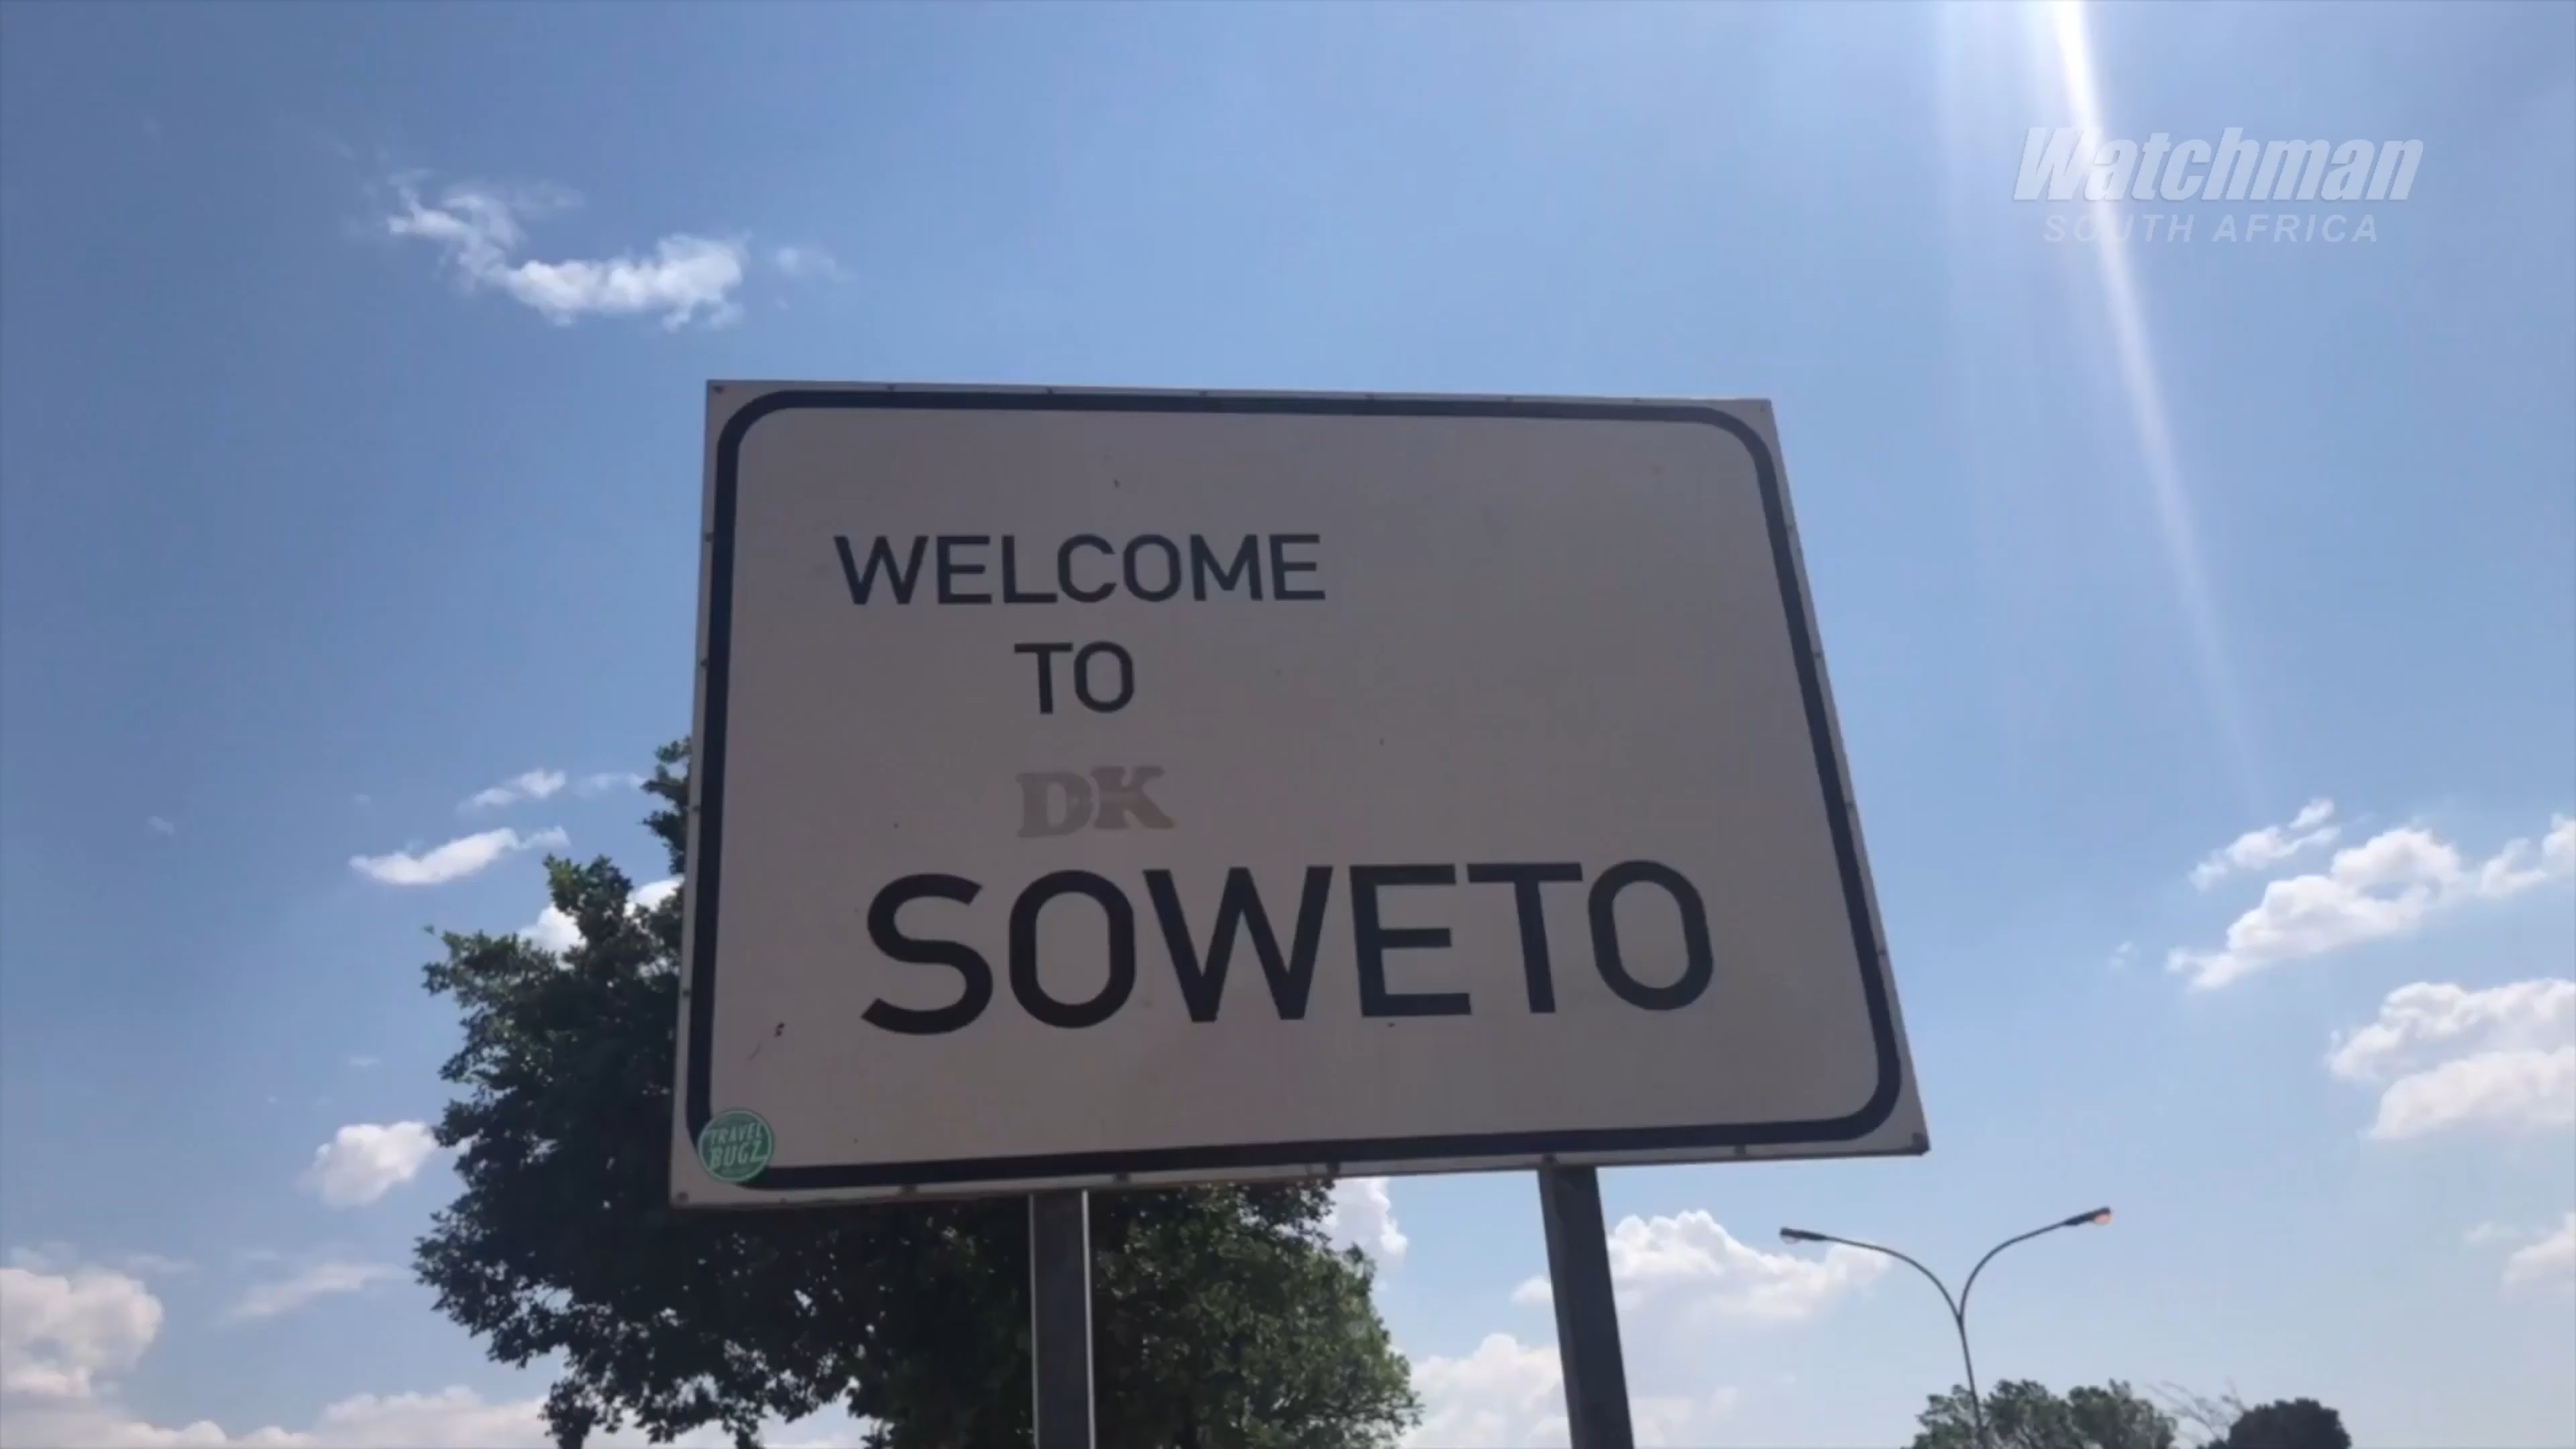 Watchman
SOUTH AFRICA
WELCOME
TO
DK
SOWETO
TRAVEL
BUGZ